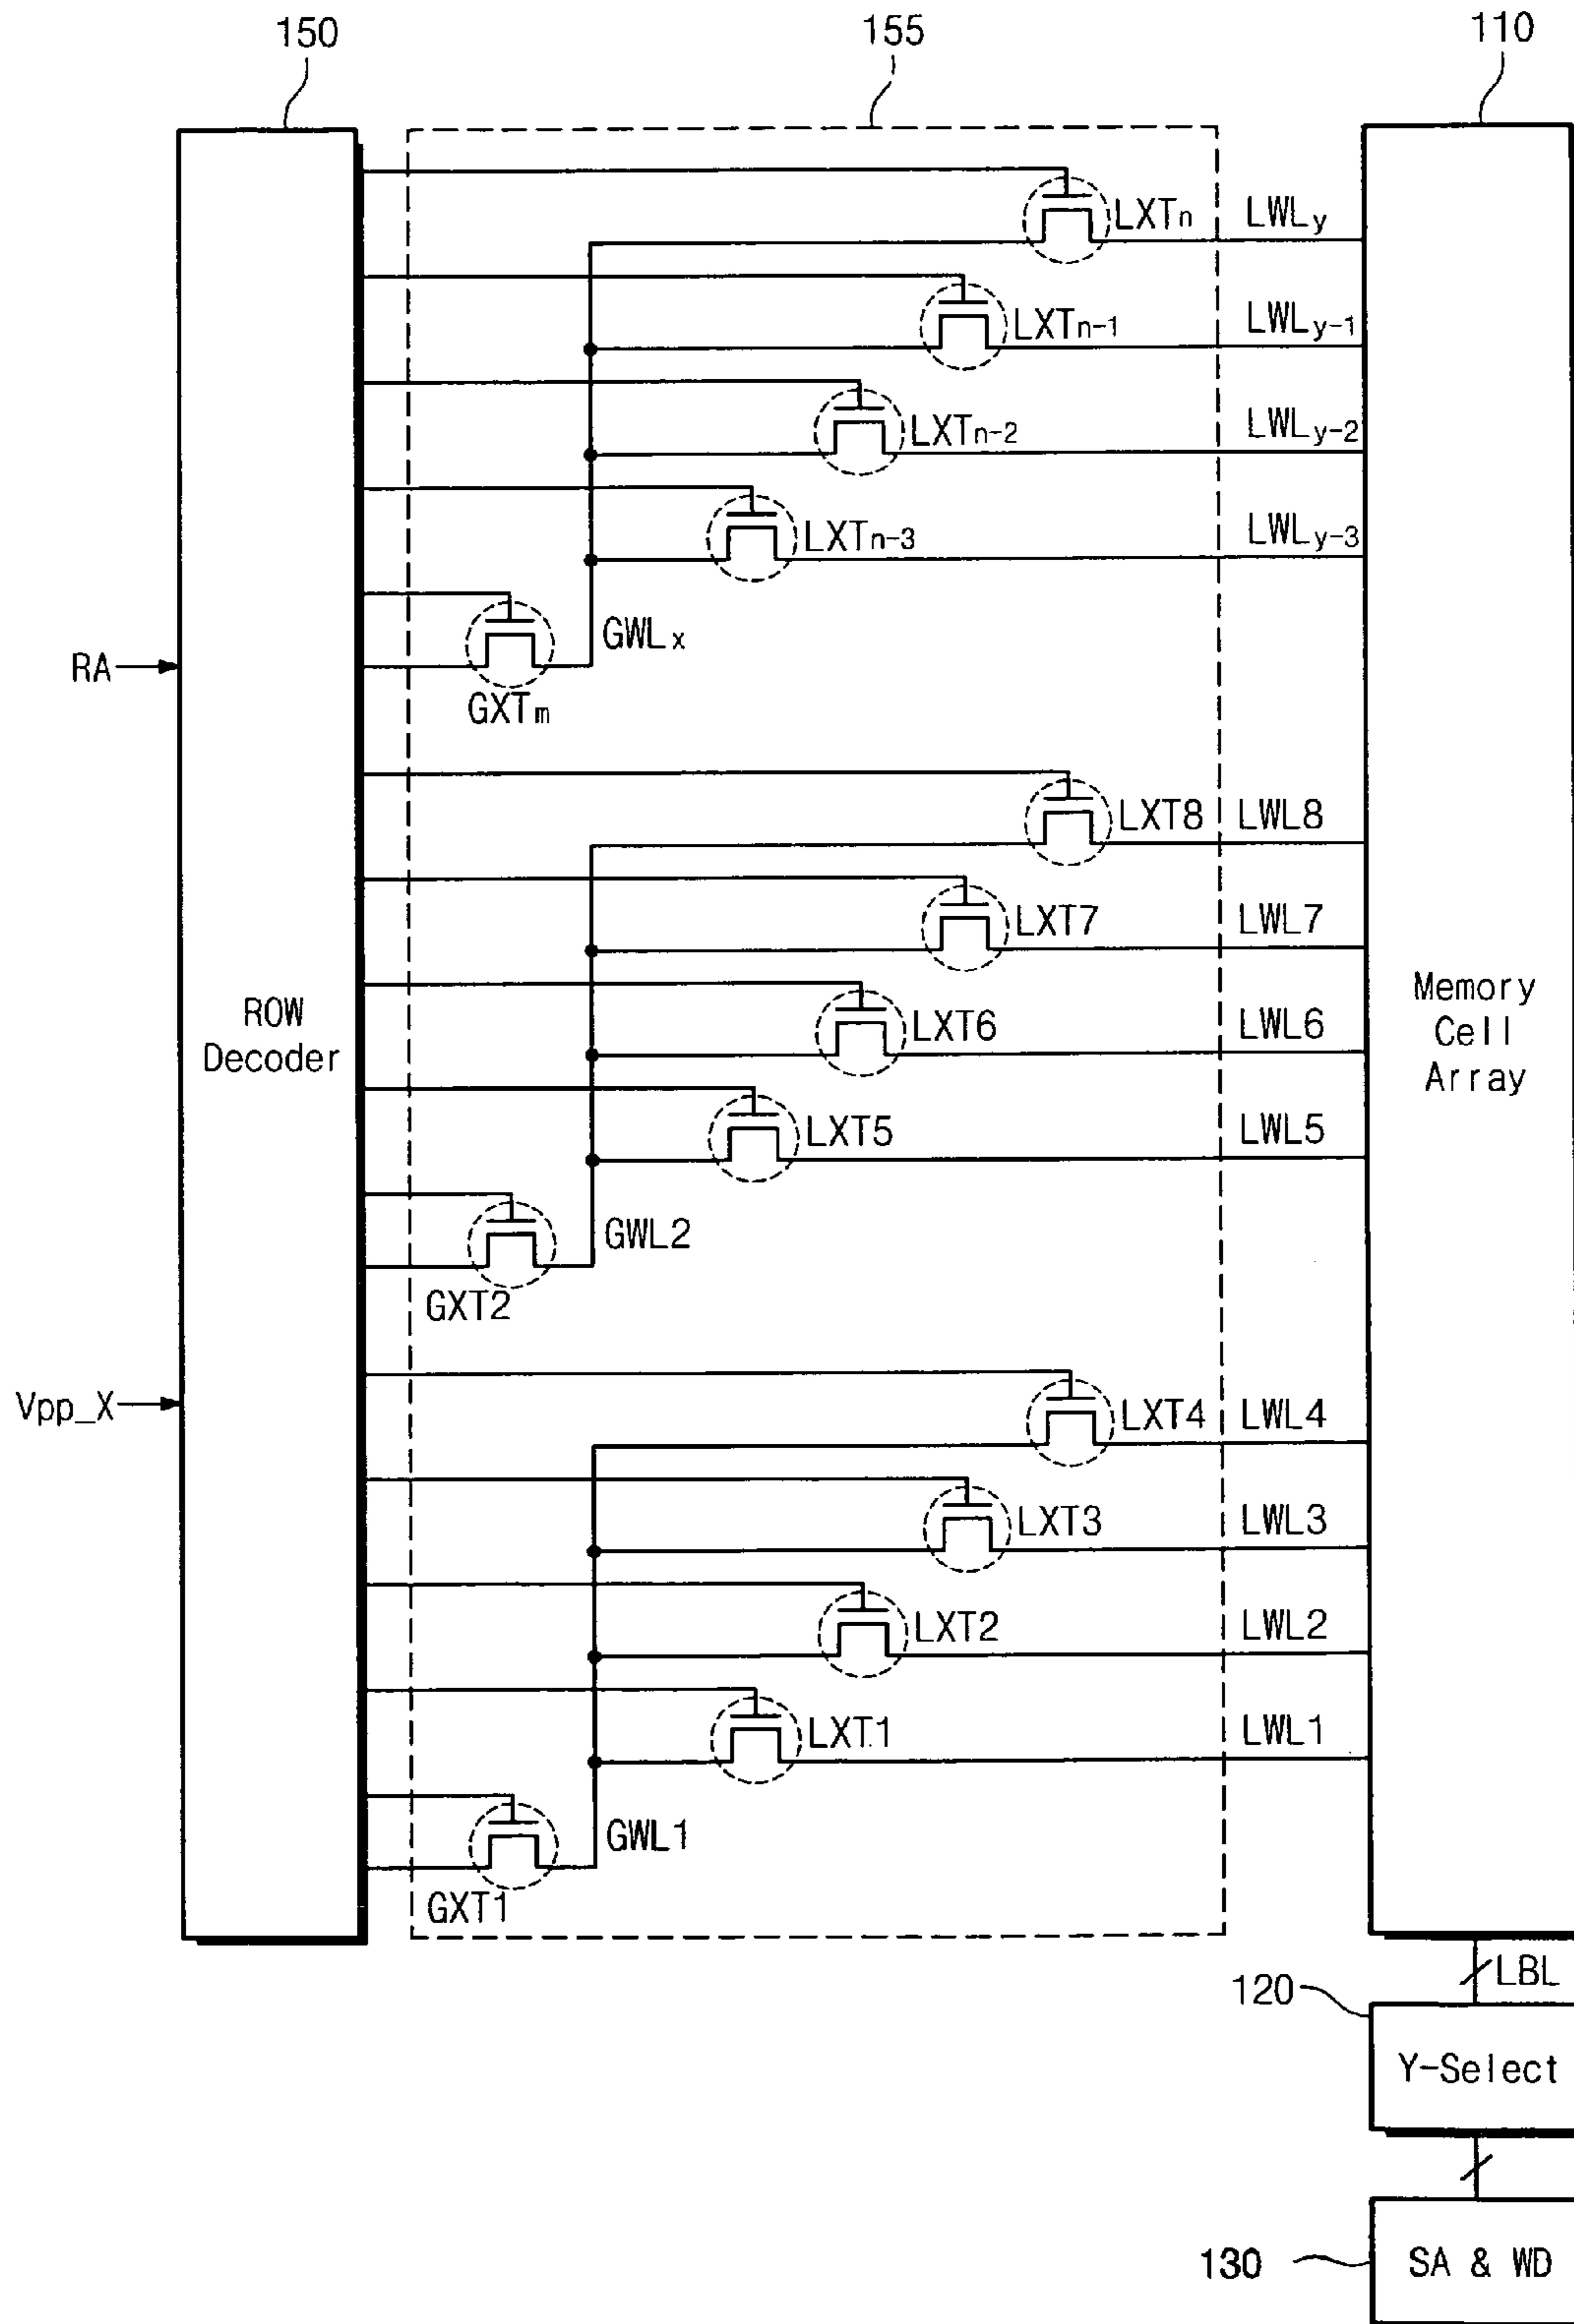 150
155
110
LXTn
LWLy
LXTn-1
LWLy-1
LXTn-2
LWLy-2
LXTn-3
LWLy-3
GWLx
RA
GXTm
LXT8
LWL8
LXT7
LWL7
ROW
Decoder
Memory
Cell
Array
LXT6
LWL6
LXT5
LWL5
GWL2
GXT2
Vpp_X
LXT4
LWL4
LXT3
LWL3
LXT2
LWL2
LXT1
LWL1
GWL1
GXT1
LBL
120
Y-Select
130
SA & WD